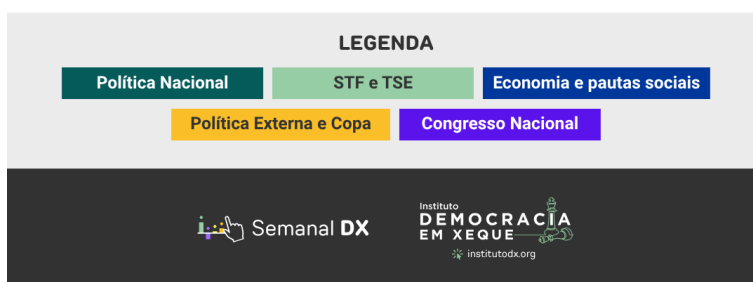 LEGENDA
Política Nacional
STF e TSE
Economia e pautas sociais
Política Externa e Copa
Congresso Nacional
Semanal DX
Instituto
DEMOCRACIA
EM XEQUE
institutodx.org